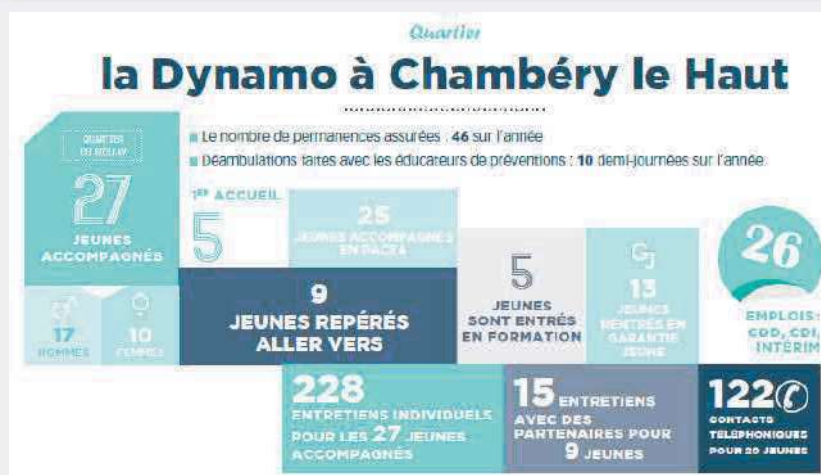 Quartier
la Dynamo à Chambéry le Haut
Le nombre de permanences assurées : 46 sur l'année
Déambulations faites avec les éducateurs de préventions : 10 demi-journées sur l'année
QUARTIER
27
JEUNES
ACCOMPAGNÉS
17
HOMMES
10
FEMMES
1ER ACCUEIL
5
25
JEUNES ACCOMPAGNÉS
EN PACEA
9
JEUNES REPÉRÉS
ALLER VERS
5
JEUNES
SONT ENTRÉS
EN FORMATION
GJ
13
JEUNES
RENTRÉS EN
GARANTIE
JEUNE
26
EMPLOIS :
CDD, CDI,
INTÉRIM
228
ENTRETIENS INDIVIDUELS
POUR LES 27 JEUNES
ACCOMPAGNÉS
15 ENTRETIENS
AVEC DES
PARTENAIRES POUR
9 JEUNES
122
CONTACTS
TÉLÉPHONIQUES
POUR 20 JEUNES